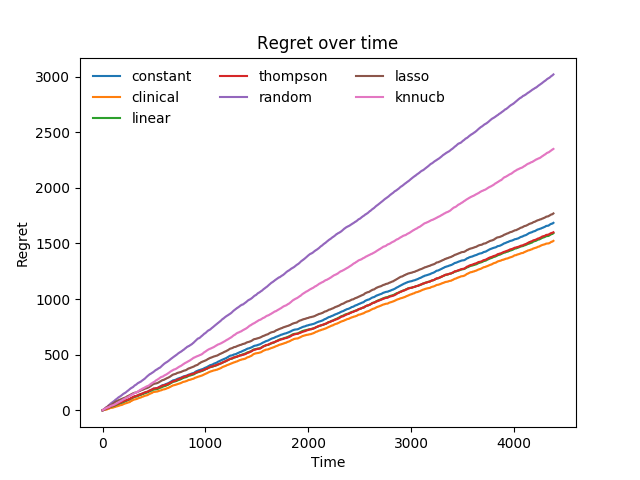 Regret over time
constant thompson lasso
clinical random knnucb
linear
3000
2500
2000
1500
1000
500
0
Regret
0 1000 2000 3000 4000
Time